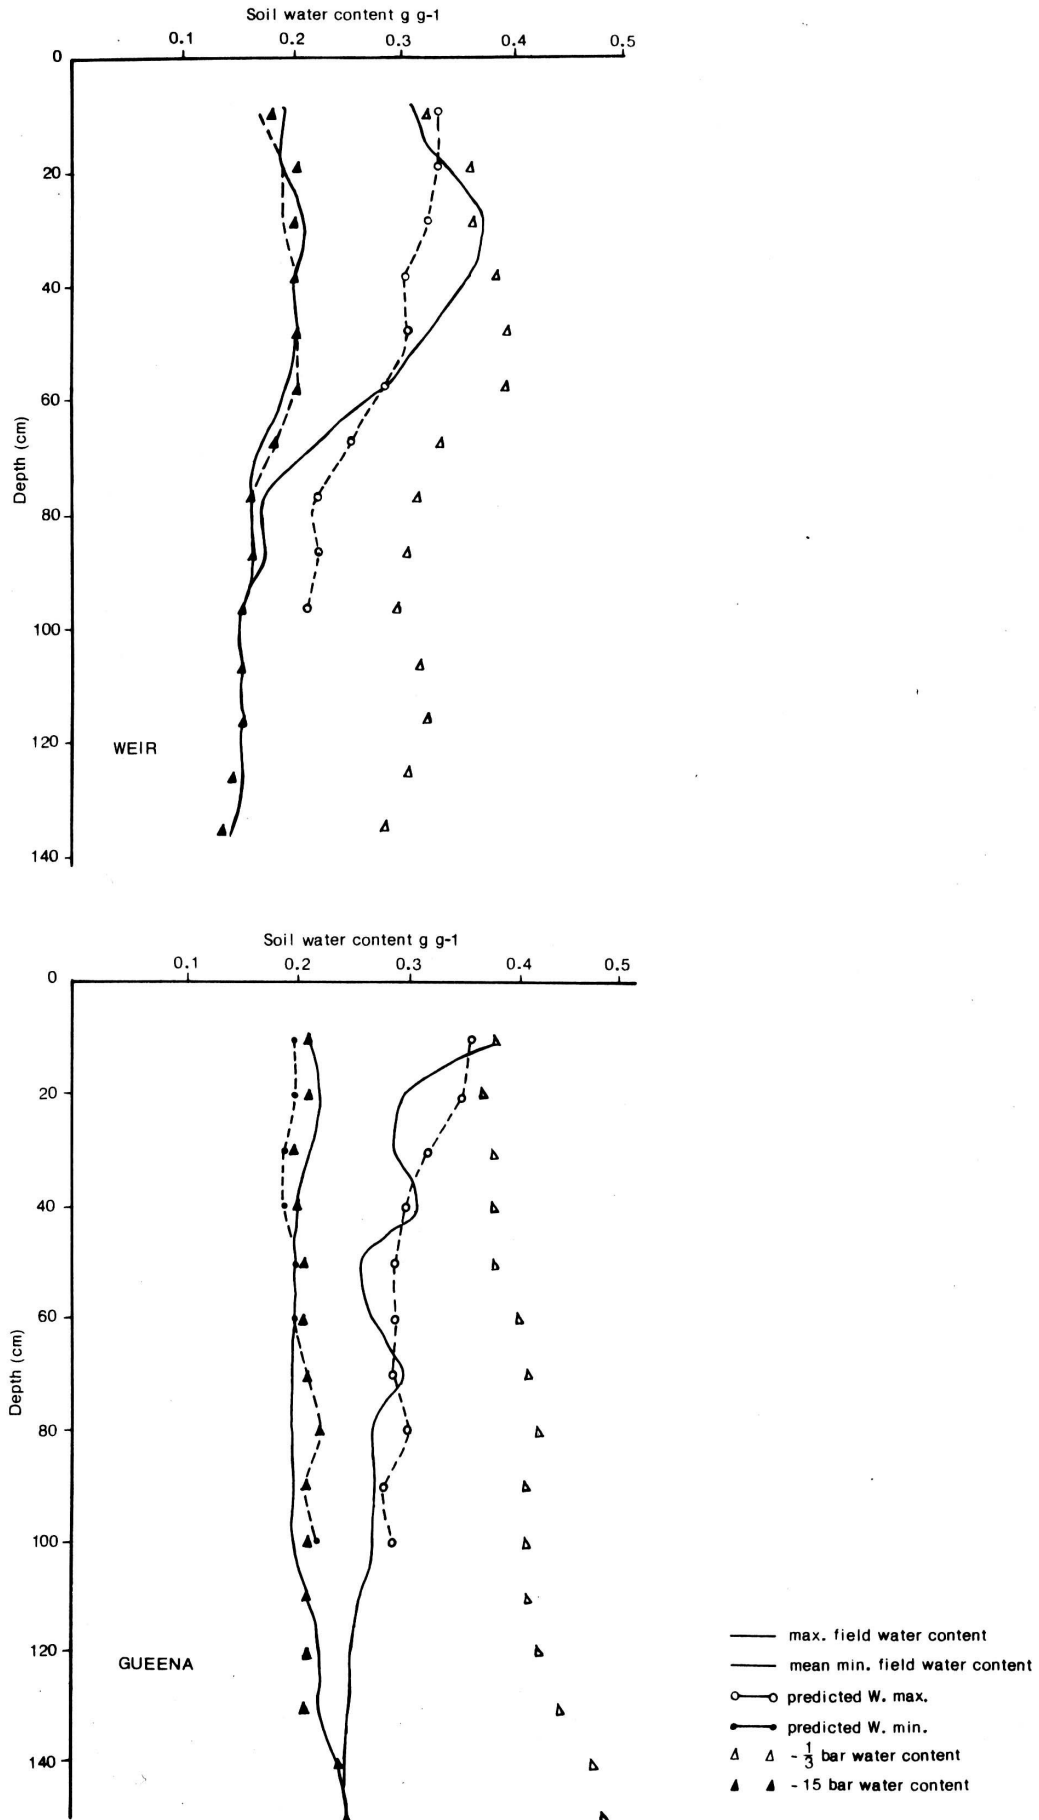 Soil water content g g-1
0.1 0.2 0.3 0.4 0.5
0
20
40
60
80
100
120
140
Depth (cm)
WEIR
Soil water content g g-1
0.1 0.2 0.3 0.4 0.5
0
20
40
60
80
100
120
140
Depth (cm)
GUEENA
max. field water content
mean min. field water content
predicted W. max.
predicted W. min.
- 1/3 bar water content
- 15 bar water content